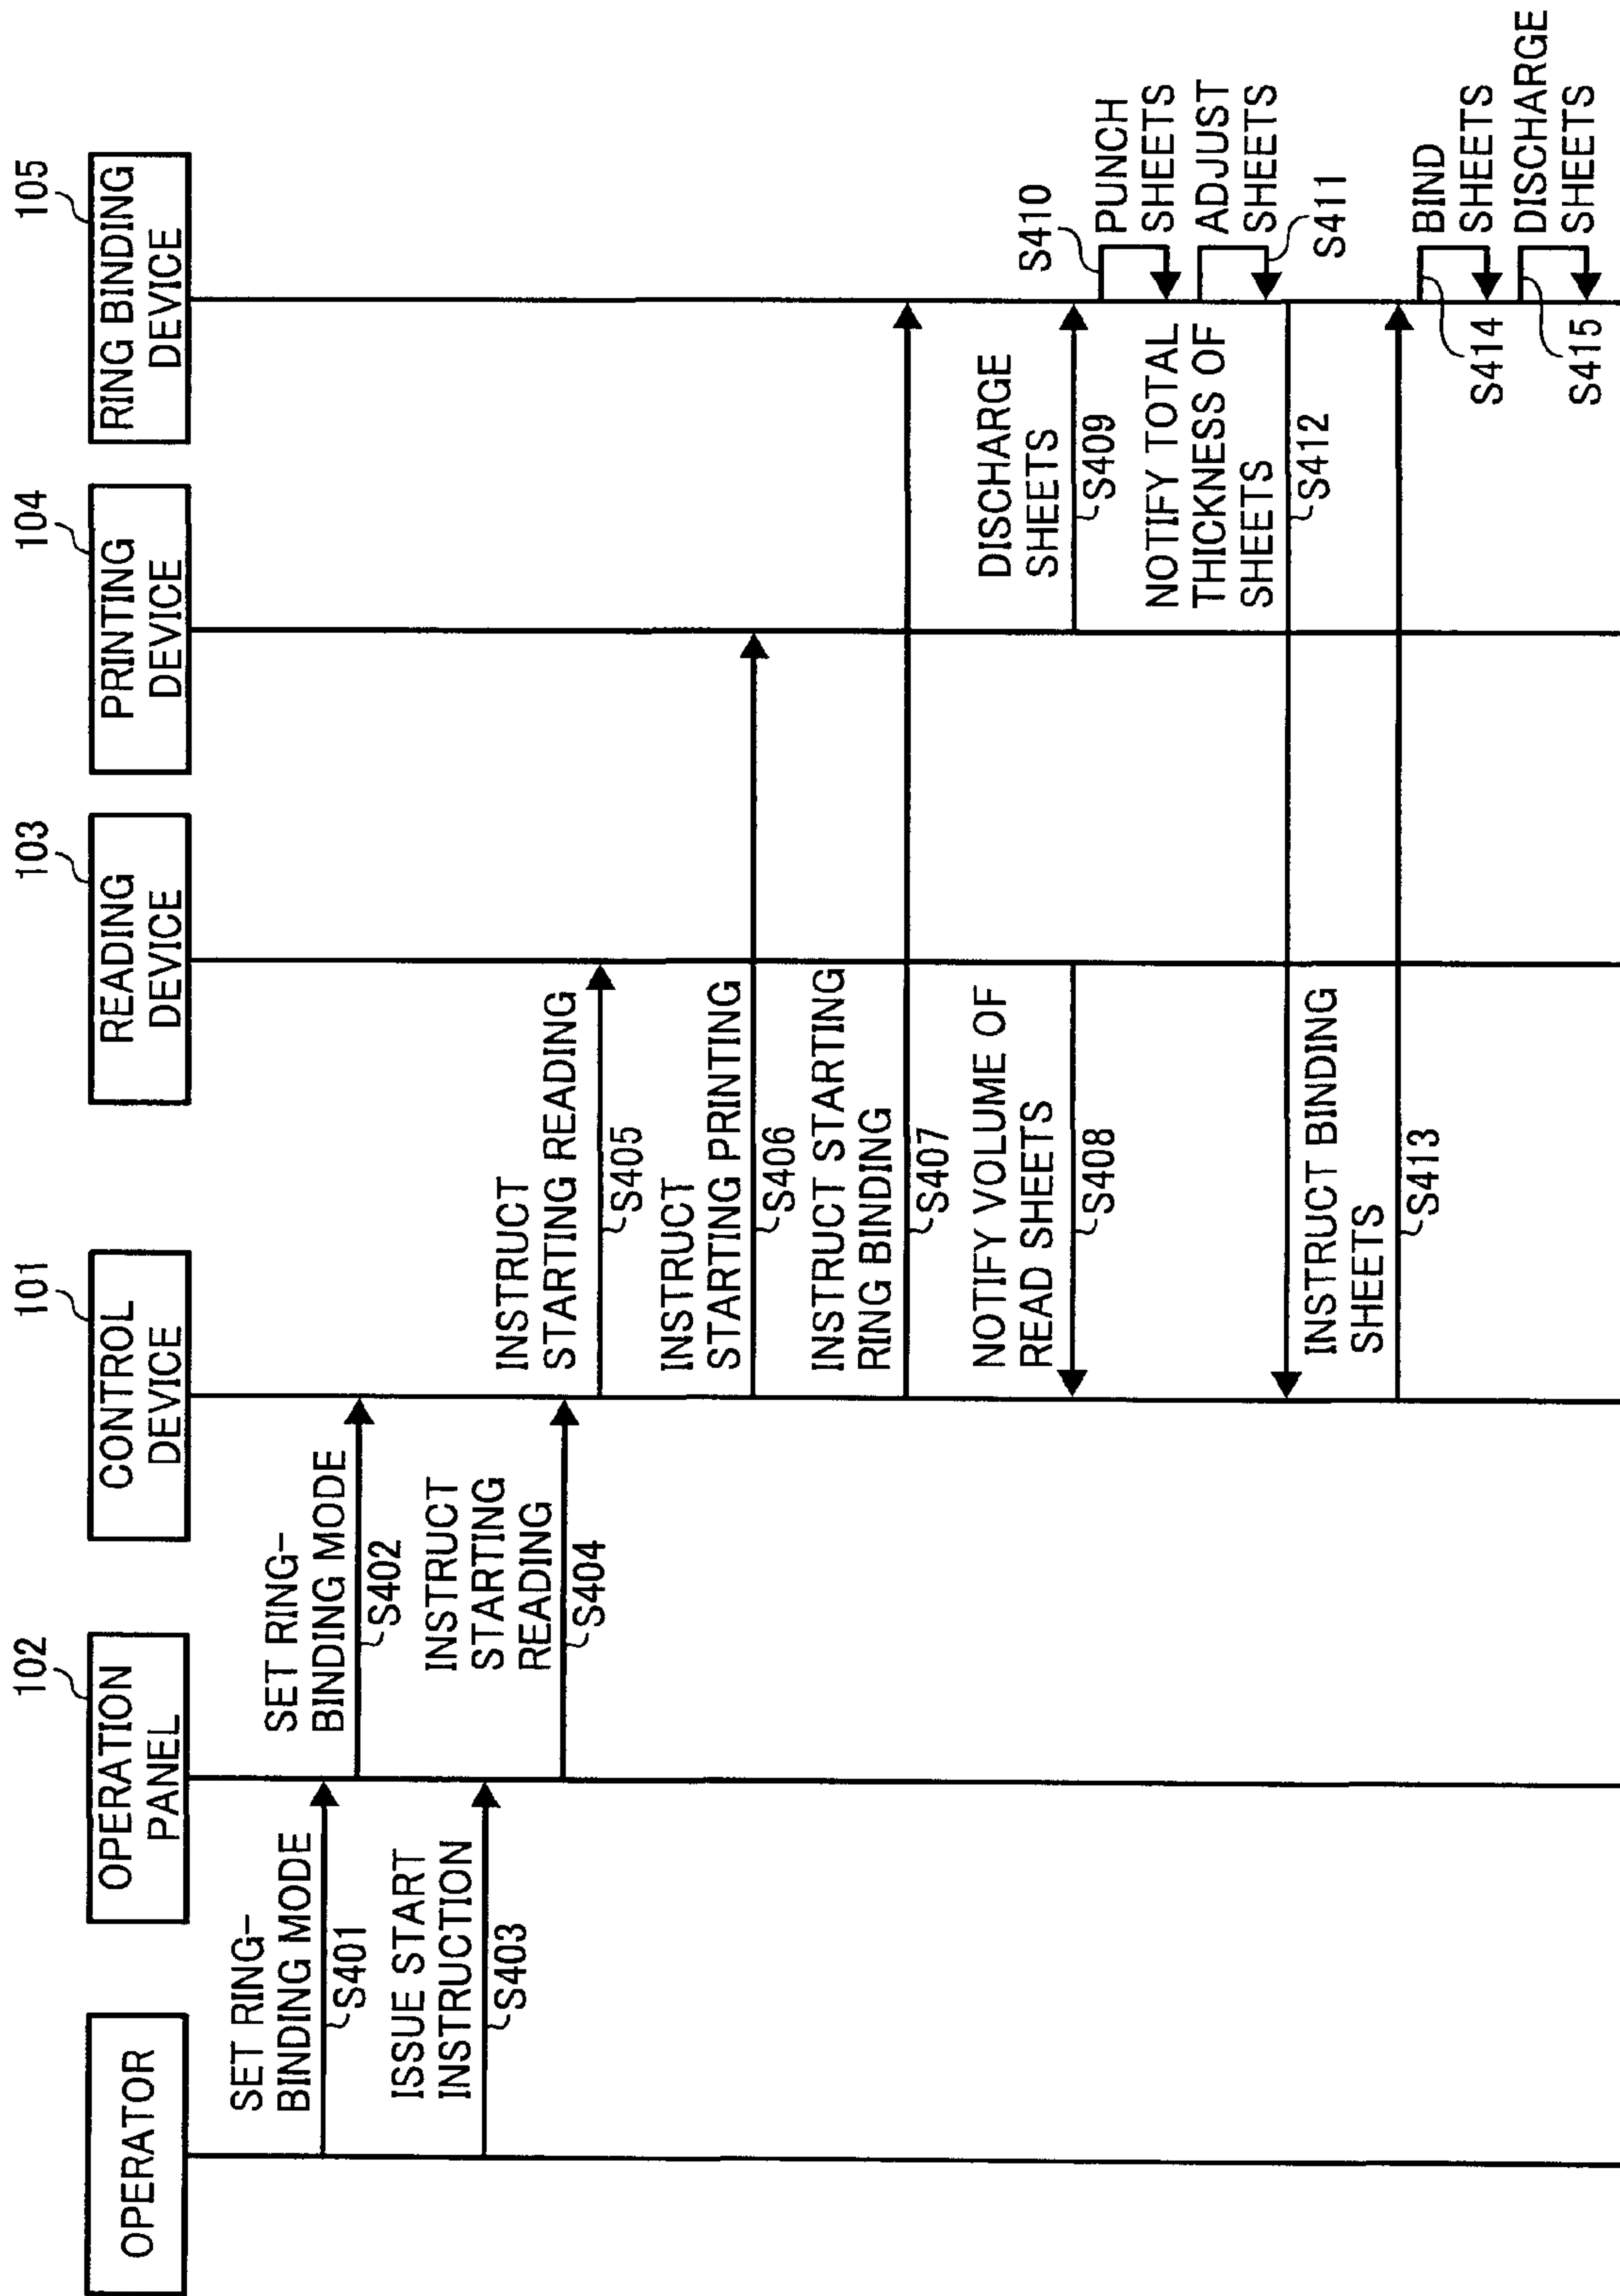 OPERATOR
102
OPERATION
PANEL
101
CONTROL
DEVICE
103
READING
DEVICE
104
PRINTING
DEVICE
105
RING BINDING
DEVICE
SET RING-
BINDING MODE
S401
SET RING-
BINDING MODE
S402
ISSUE START
INSTRUCTION
S403
INSTRUCT
STARTING
READING
S404
INSTRUCT
STARTING READING
S405
INSTRUCT
STARTING PRINTING
S406
INSTRUCT STARTING
RING BINDING
S407
NOTIFY VOLUME OF
READ SHEETS
S408
DISCHARGE
SHEETS
S409
S410
PUNCH
SHEETS
ADJUST
SHEETS
S411
NOTIFY TOTAL
THICKNESS OF
SHEETS
S412
INSTRUCT BINDING
SHEETS
S413
BIND
SHEETS
S414
DISCHARGE
SHEETS
S415